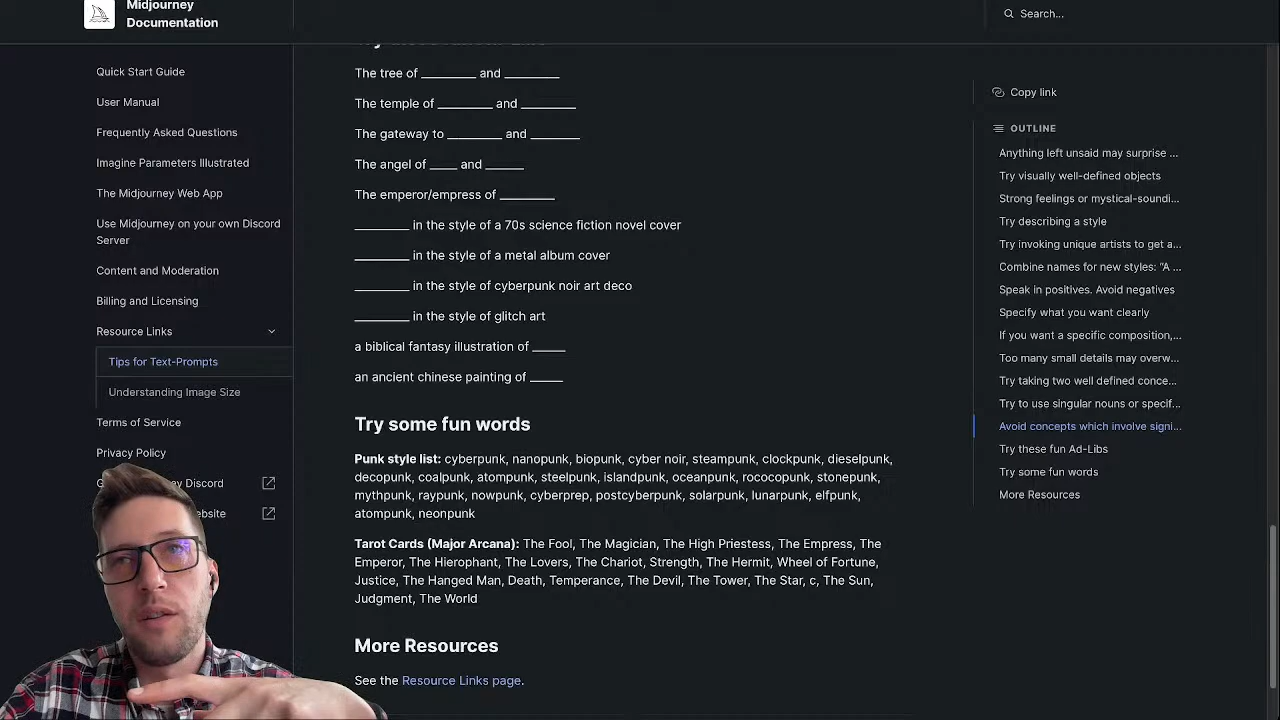 Midjourney
Documentation
Search...
Quick Start Guide
User Manual
Frequently Asked Questions
Imagine Parameters Illustrated
The Midjourney Web App
Use Midjourney on your own Discord
Server
Content and Moderation
Billing and Licensing
Resource Links
Tips for Text-Prompts
Understanding Image Size
Terms of Service
Privacy Policy
Discord
The tree of _________ and _________
The temple of _________ and _________
The gateway to _________ and ________
The angel of _____ and ______
The emperor/empress of _________
_________ in the style of a 70s science fiction novel cover
_________ in the style of a metal album cover
_________ in the style of cyberpunk noir art deco
_________ in the style of glitch art
a biblical fantasy illustration of ______
an ancient chinese painting of ______
Try some fun words
Punk style list: cyberpunk, nanopunk, biopunk, cyber noir, steampunk, clockpunk, dieselpunk,
decopunk, coalpunk, atompunk, steelpunk, islandpunk, oceanpunk, rococopunk, stonepunk,
mythpunk, raypunk, nowpunk, cyberprep, postcyberpunk, solarpunk, lunarpunk, elfpunk,
atompunk, neonpunk
Tarot Cards (Major Arcana): The Fool, The Magician, The High Priestess, The Empress, The
Emperor, The Hierophant, The Lovers, The Chariot, Strength, The Hermit, Wheel of Fortune,
Justice, The Hanged Man, Death, Temperance, The Devil, The Tower, The Star, c, The Sun,
Judgment, The World
More Resources
See the Resource Links page.
Copy link
OUTLINE
Anything left unsaid may surprise ...
Try visually well-defined objects
Strong feelings or mystical-soundi...
Try describing a style
Try invoking unique artists to get a...
Combine names for new styles: “A ...
Speak in positives. Avoid negatives
Specify what you want clearly
If you want a specific composition,...
Too many small details may overw...
Try taking two well defined conce...
Try to use singular nouns or specif...
Avoid concepts which involve signi...
Try these fun Ad-Libs
Try some fun words
More Resources